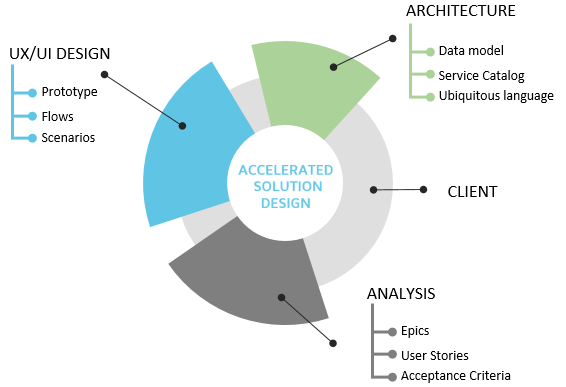 ARCHITECTURE
Data model
Service Catalog
Ubiquitous language
UX/UI DESIGN
Prototype
Flows
Scenarios
ACCELERATED
SOLUTION
DESIGN
CLIENT
ANALYSIS
Epics
User Stories
Acceptance Criteria